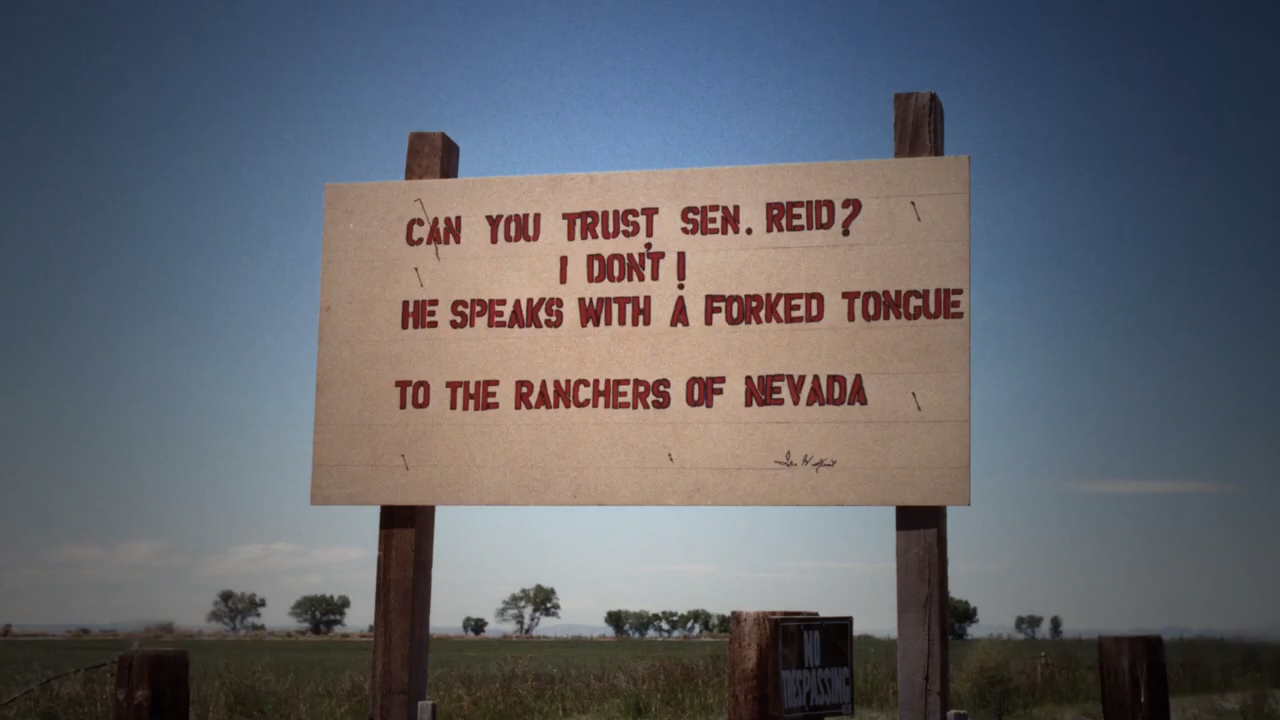 CAN YOU TRUST SEN. REID?
I DON'T!
HE SPEAKS WITH A FORKED TONGUE
TO THE RANCHERS OF NEVADA
NO
TRESPASSING